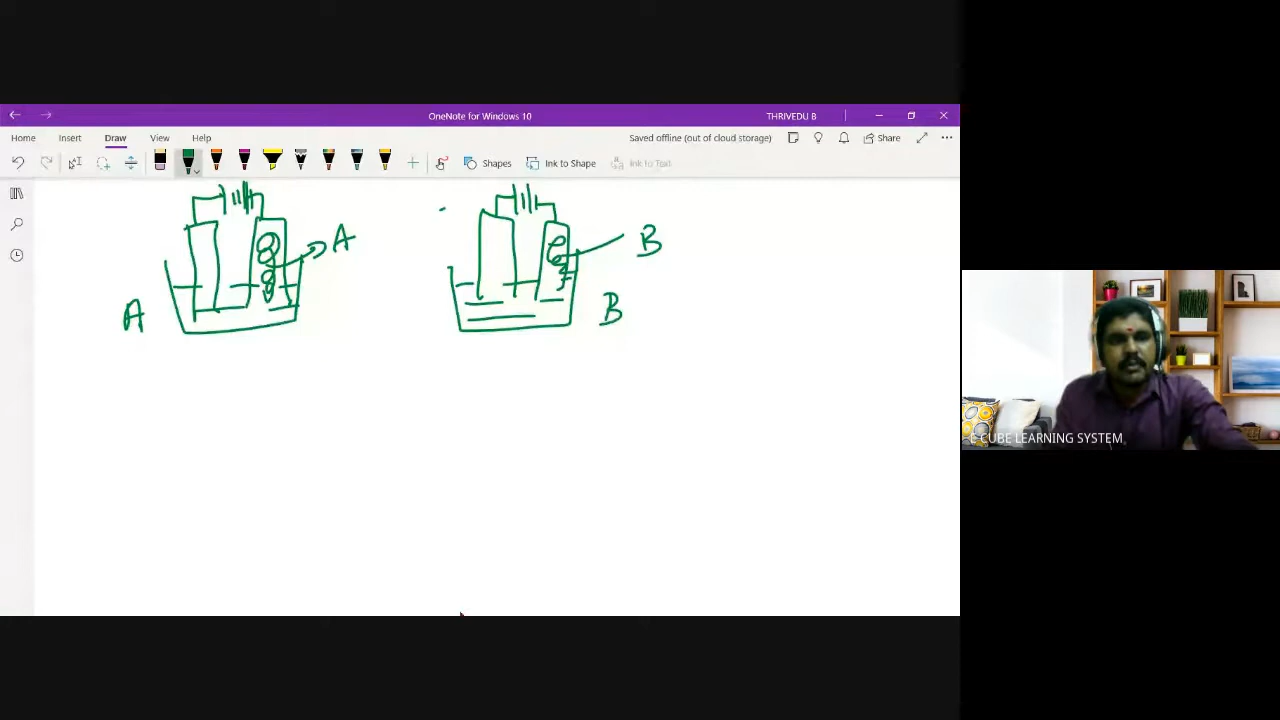 OneNote for Windows 10
THRIVEDU B
Home Insert Draw View Help
Saved offline (out of cloud storage)
Share
Shapes Ink to Shape Ink to Text
A
B
A
B
E CUBE LEARNING SYSTEM